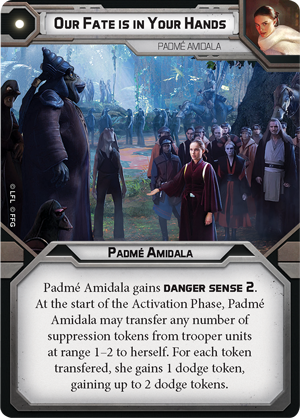 OUR FATE IS IN YOUR HANDS
PADMÉ AMIDALA
© LFL © FFG
PADMÉ AMIDALA
Padmé Amidala gains DANGER SENSE 2.
At the start of the Activation Phase, Padmé
Amidala may transfer any number of
suppression tokens from trooper units
at range 1–2 to herself. For each token
transfered, she gains 1 dodge token,
gaining up to 2 dodge tokens.